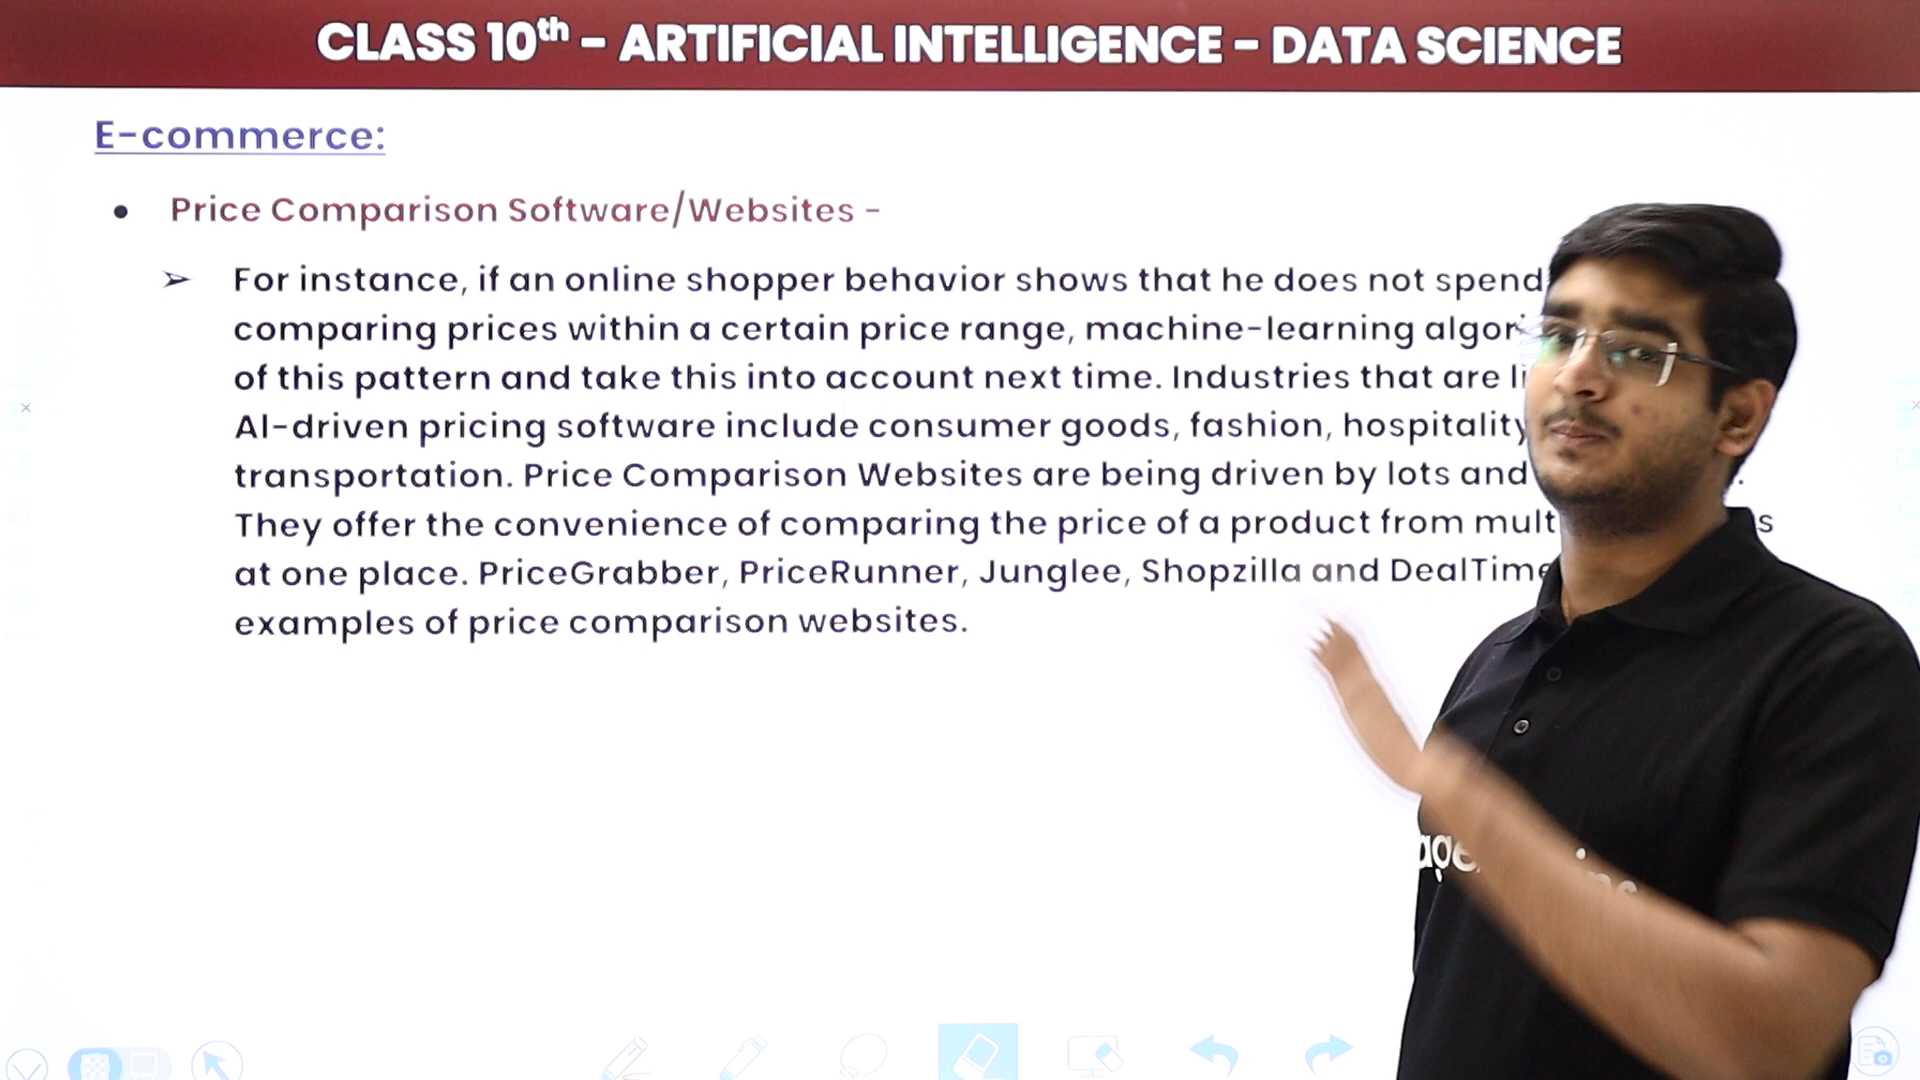 CLASS 10th - ARTIFICIAL INTELLIGENCE - DATA SCIENCE
E-commerce:
• Price Comparison Software/Websites -
➢ For instance, if an online shopper behavior shows that he does not spend
comparing prices within a certain price range, machine-learning
of this pattern and take this into account next time. Industries that are
AI-driven pricing software include consumer goods, fashion, hospitality
transportation. Price Comparison Websites are being driven by lots and
They offer the convenience of comparing the price of a product from
at one place. PriceGrabber, PriceRunner, Junglee, Shopzilla and DealTime
examples of price comparison websites.